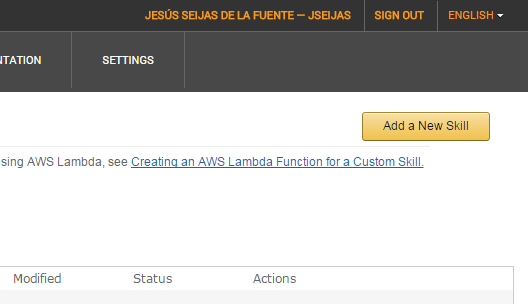 JESÚS SEIJAS DE LA FUENTE — JSEIJAS SIGN OUT ENGLISH
NTATION SETTINGS
Add a New Skill
sing AWS Lambda, see Creating an AWS Lambda Function for a Custom Skill.
Modified Status Actions